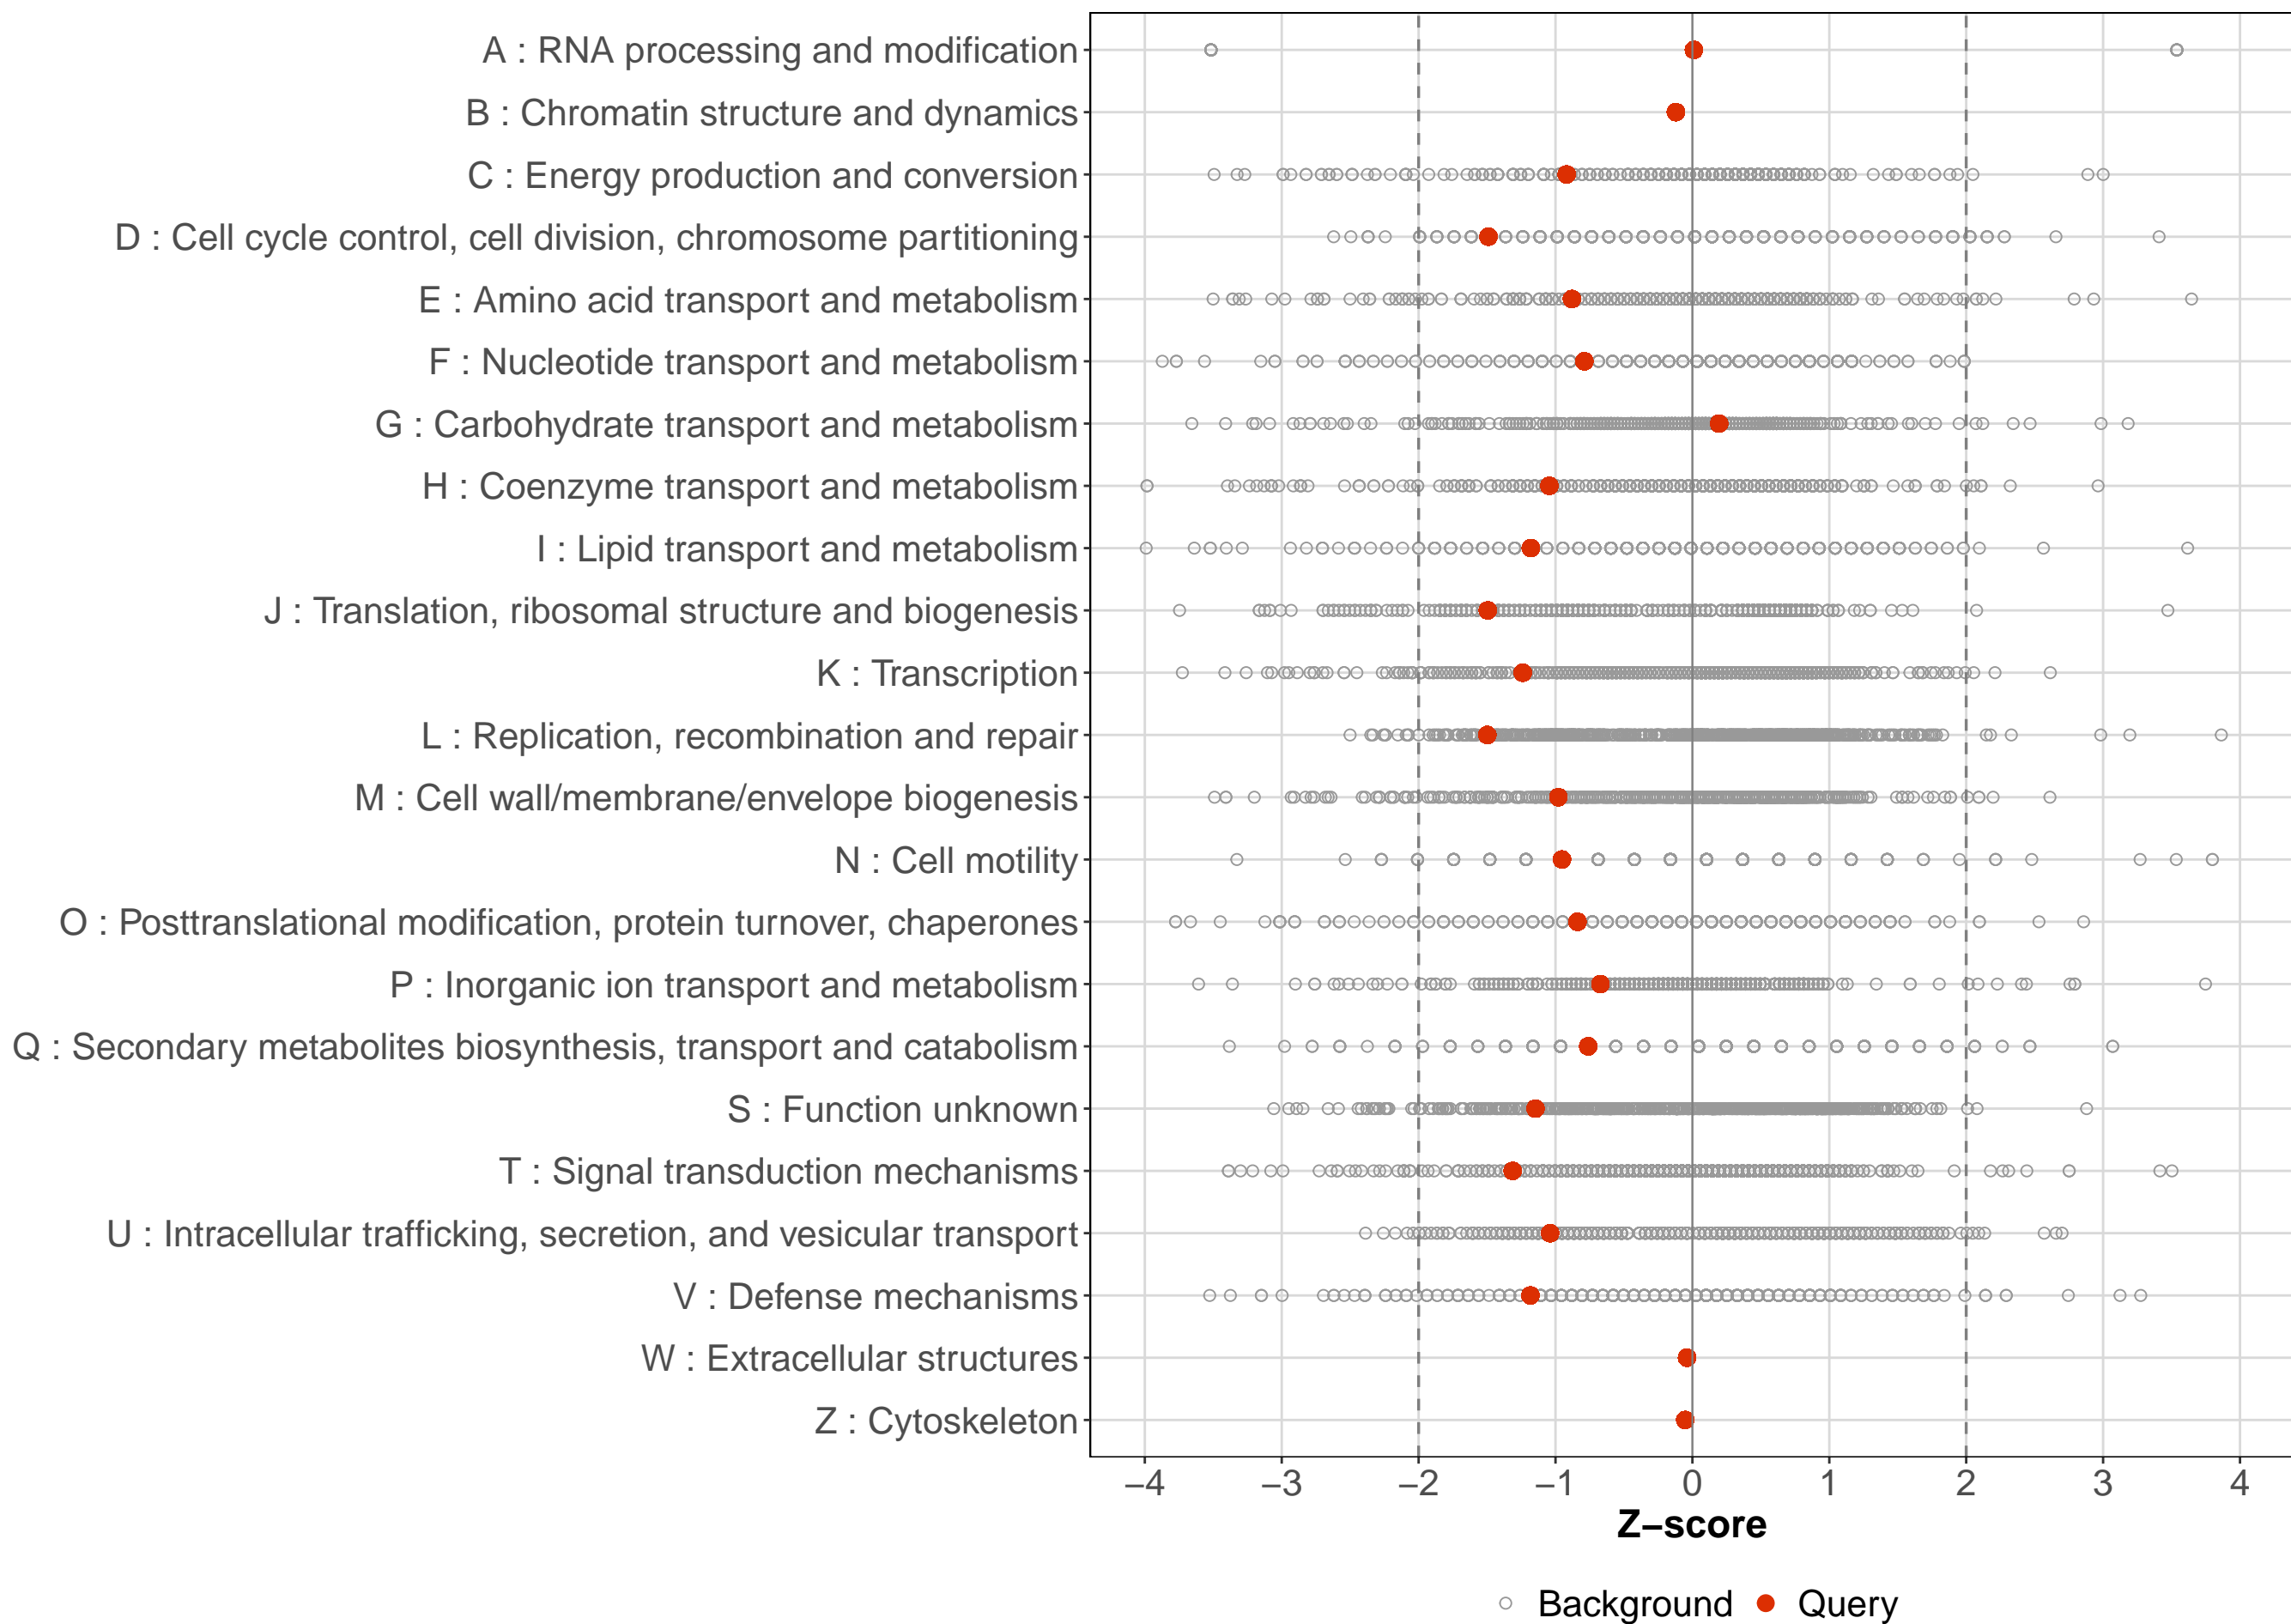 A : RNA processing and modification
B : Chromatin structure and dynamics
C : Energy production and conversion
D : Cell cycle control, cell division, chromosome partitioning
E : Amino acid transport and metabolism
F : Nucleotide transport and metabolism
G : Carbohydrate transport and metabolism
H : Coenzyme transport and metabolism
I : Lipid transport and metabolism
J : Translation, ribosomal structure and biogenesis
K : Transcription
L : Replication, recombination and repair
M : Cell wall/membrane/envelope biogenesis
N : Cell motility
O : Posttranslational modification, protein turnover, chaperones
P : Inorganic ion transport and metabolism
Q : Secondary metabolites biosynthesis, transport and catabolism
S : Function unknown
T : Signal transduction mechanisms
U : Intracellular trafficking, secretion, and vesicular transport
V : Defense mechanisms
W : Extracellular structures
Z : Cytoskeleton
−4 −3 −2 −1 0 1 2 3 4
Z−score
Background Query